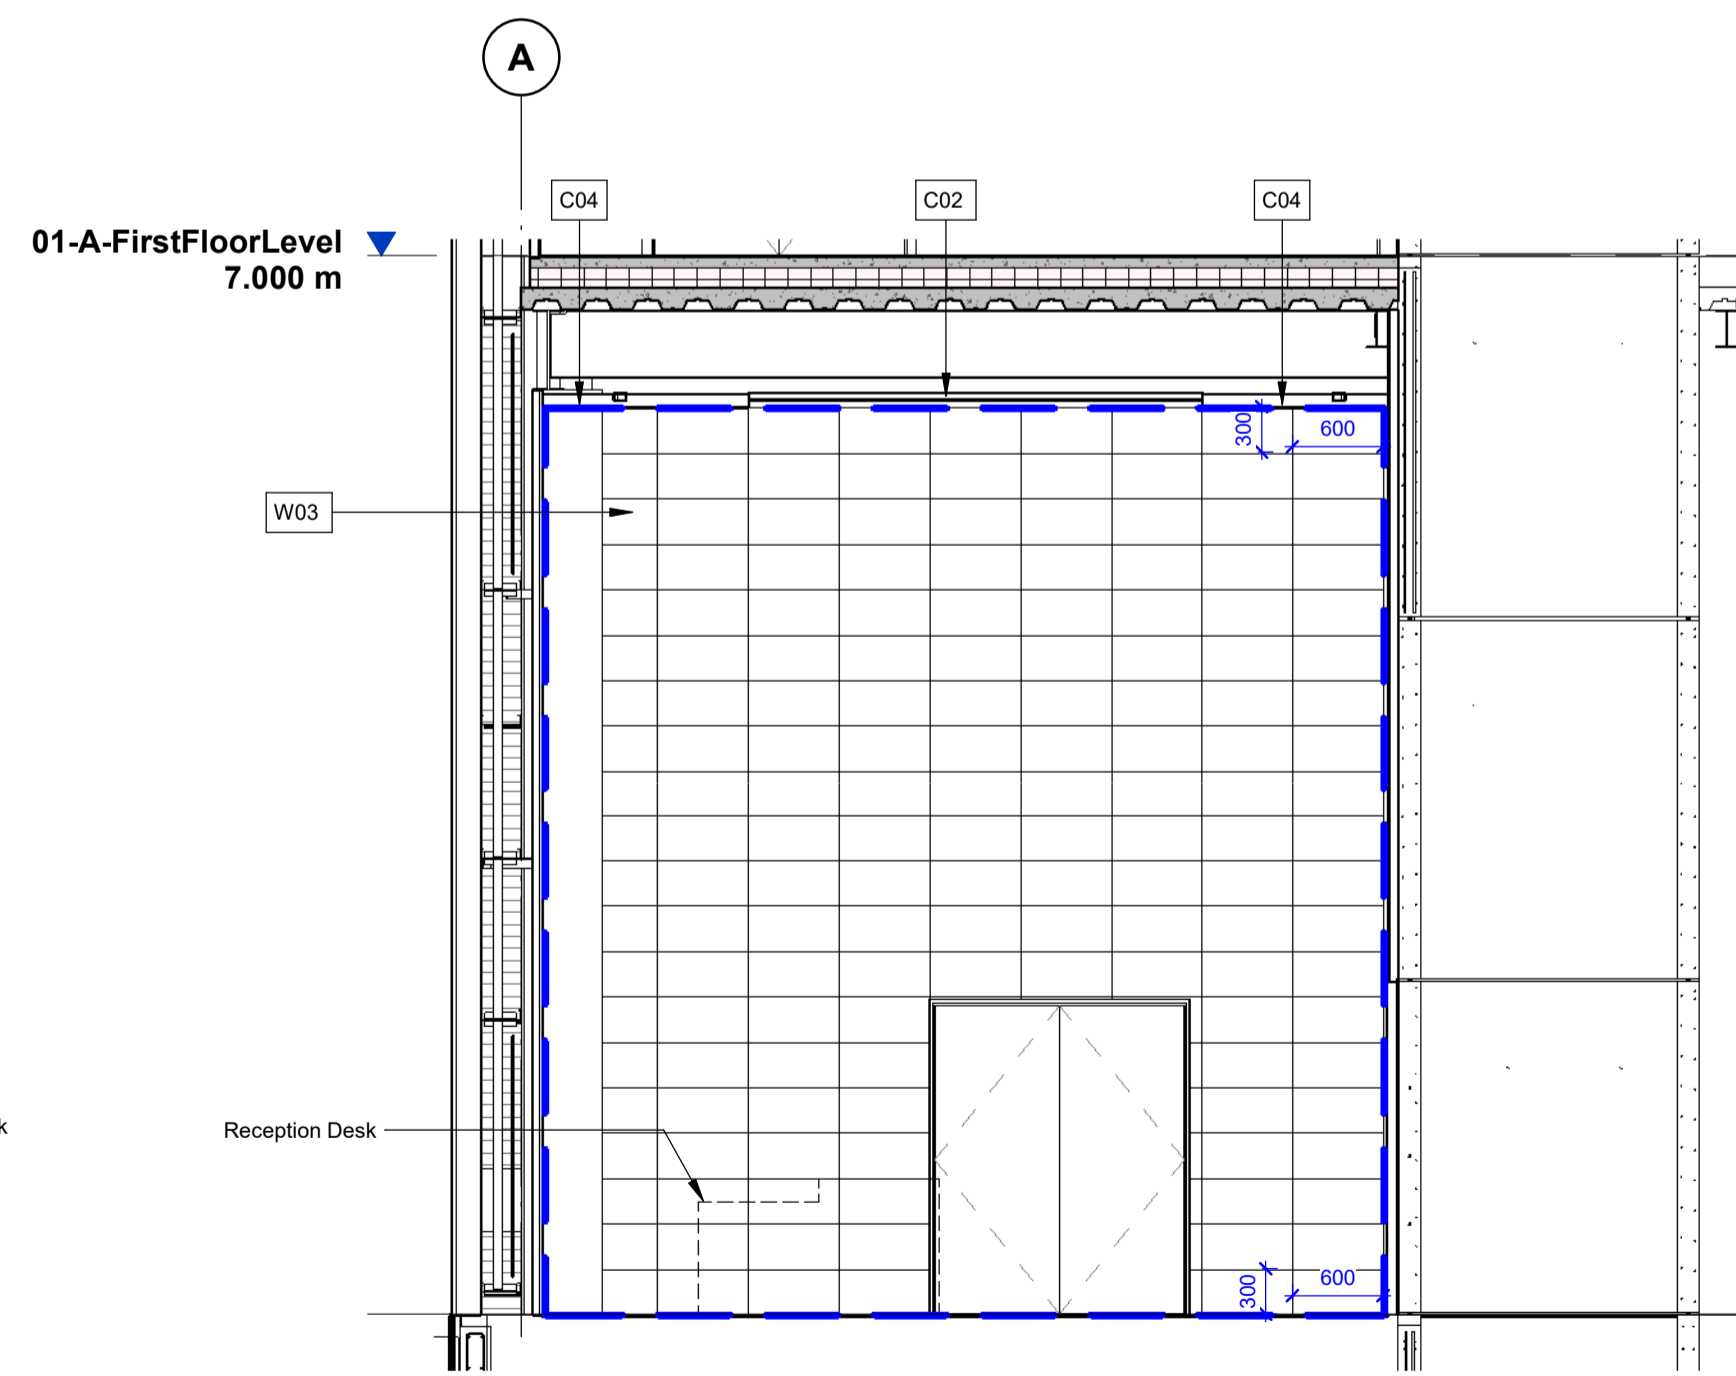 A
C04
C02
C04
01-A-FirstFloorLevel
7.000 m
300
600
W03
Reception Desk
k
300
600